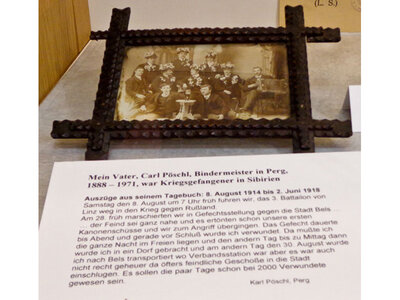 (L. S.)
Mein Vater, Carl Pöschl, Bindermeister in Perg,
1888 – 1971, war Kriegsgefangener in Sibirien
Auszüge aus seinem Tagebuch: 8. August 1914 bis 2. Juni 1918
Samstag den 8. August um 7 Uhr früh fuhren wir, das 3. Battallon von
Linz weg in den Krieg gegen Rußland.
Am 28. früh marschierten wir in Gefechtsstellung gegen die Stadt Bels ...
... der Feind sei ganz nahe und es ertönten schon unsere ersten
Kanonenschüsse und wir zum Angriff übergingen. Das Gefecht dauerte
bis Abend und gerade vor Schluß wurde ich verwundet. Da mußte ich
die ganze Nacht im Freien liegen und den andern Tag bis zu Mittag dann
wurde ich in ein Dorf gebracht und am andern Tag den 30. August wurde
ich nach Bels transportiert wo Verbandsstation war aber es war auch
nicht recht geheuer da öfters feindliche Geschoße in die Stadt
einschlugen. Es sollen die paar Tage schon bei 2000 Verwundete
gewesen sein.
Karl Pöschl, Perg.